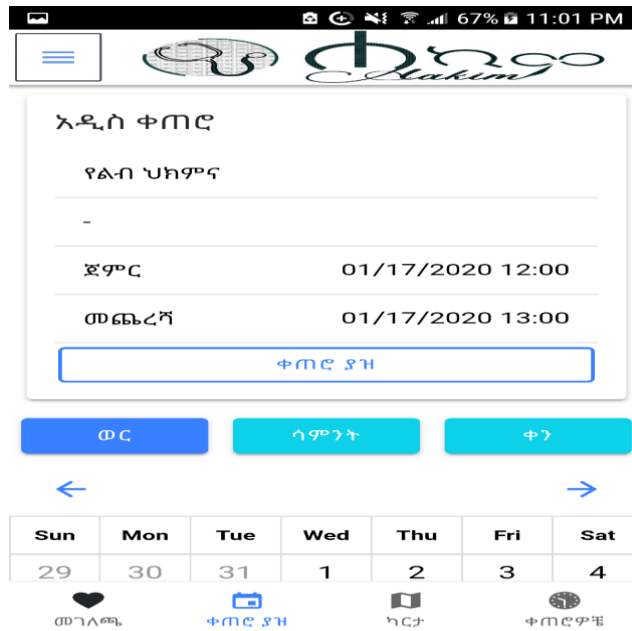 67% 11:01 PM
ሐኪም
Hakim
አዲስ ቀጠሮ
የልብ ህክምና
-
ጀምር 01/17/2020 12:00
መጨረሻ 01/17/2020 13:00
ቀጠሮ ያዝ
ወር ሳምንት ቀን
Sun Mon Tue Wed Thu Fri Sat
29 30 31 1 2 3 4
መገለጫ ቀጠሮ ያዝ ካርታ ቀጠሮዎቼ